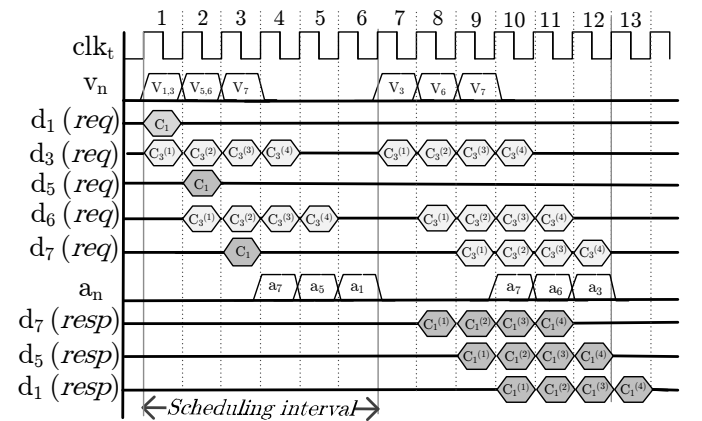 1 2 3 4 5 6 7 8 9 10 11 12 13
clkt
vn V1,3 V5,6 V7 V3 V6 V7
d1 (req) C1
d3 (req) C3(1) C3(2) C3(3) C3(4) C3(1) C3(2) C3(3) C3(4)
d5 (req) C1
d6 (req) C3(1) C3(2) C3(3) C3(4) C3(1) C3(2) C3(3) C3(4)
d7 (req) C1 C3(1) C3(2) C3(3) C3(4)
an a7 a5 a1 a7 a6 a3
d7 (resp) C1(1) C1(2) C1(3) C1(4)
d5 (resp) C1(1) C1(2) C1(3) C1(4)
d1 (resp) C1(1) C1(2) C1(3) C1(4)
Scheduling interval